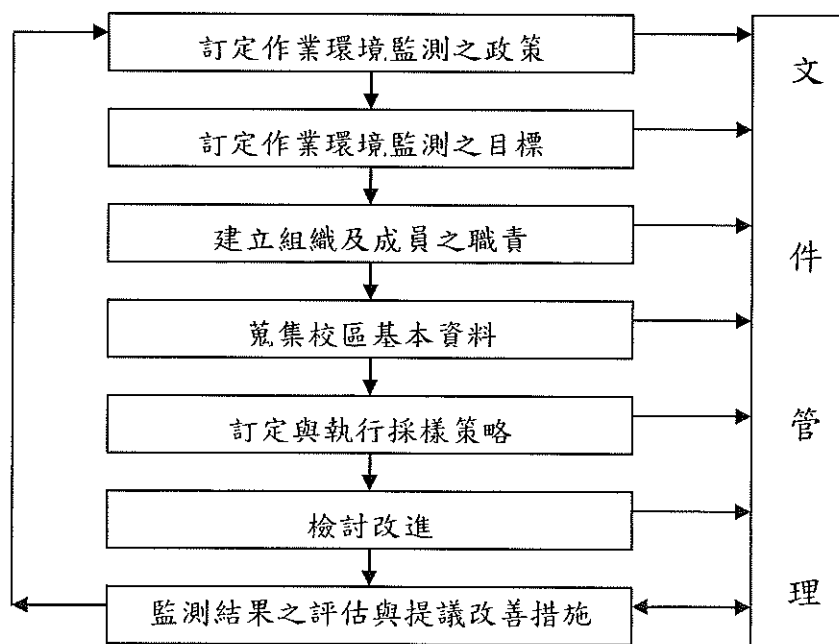 訂定作業環境監測之政策
訂定作業環境監測之目標
建立組織及成員之職責
蒐集校區基本資料
訂定與執行採樣策略
檢討改進
監測結果之評估與提議改善措施
文件管理